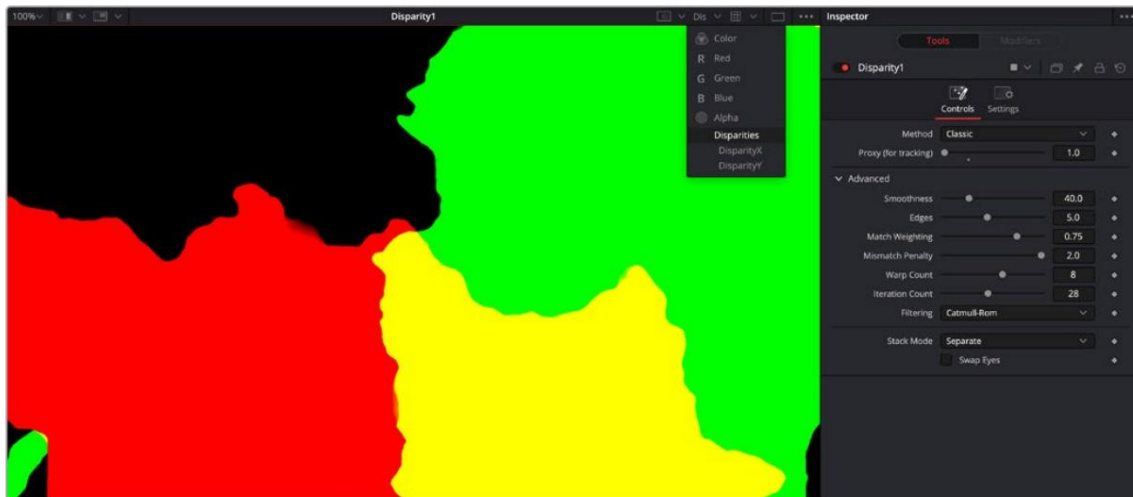 100%
Disparity1
Dis
Inspector
Color
R Red
G Green
B Blue
Alpha
Disparities
DisparityX
DisparityY
Tools
Modifiers
Disparity1
Controls
Settings
Method Classic
Proxy (for tracking) 1.0
Advanced
Smoothness 40.0
Edges 5.0
Match Weighting 0.75
Mismatch Penalty 2.0
Warp Count 8
Iteration Count 28
Filtering Catmull-Rom
Stack Mode Separate
Swap Eyes